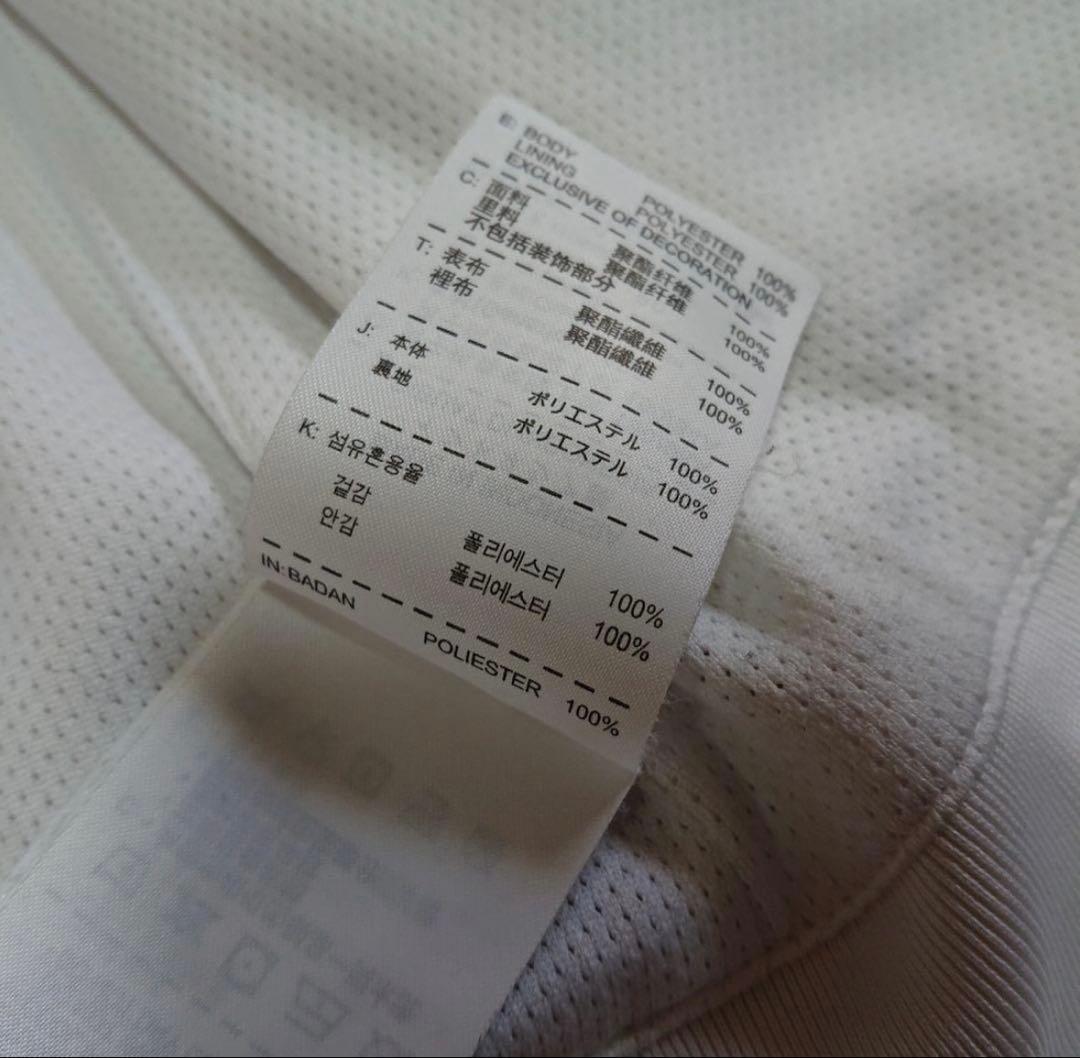 E: BODY POLYESTER 100%
LINING POLYESTER 100%
EXCLUSIVE OF DECORATION
C: 面料 聚酯纤维 100%
里料 聚酯纤维 100%
不包括装饰部分
T: 表布 聚酯纖維 100%
裡布 聚酯纖維 100%
J: 本体 ポリエステル 100%
裏地 ポリエステル 100%
K: 섬유혼용율
겉감 폴리에스터 100%
안감 폴리에스터 100%
IN: BADAN POLIESTER 100%